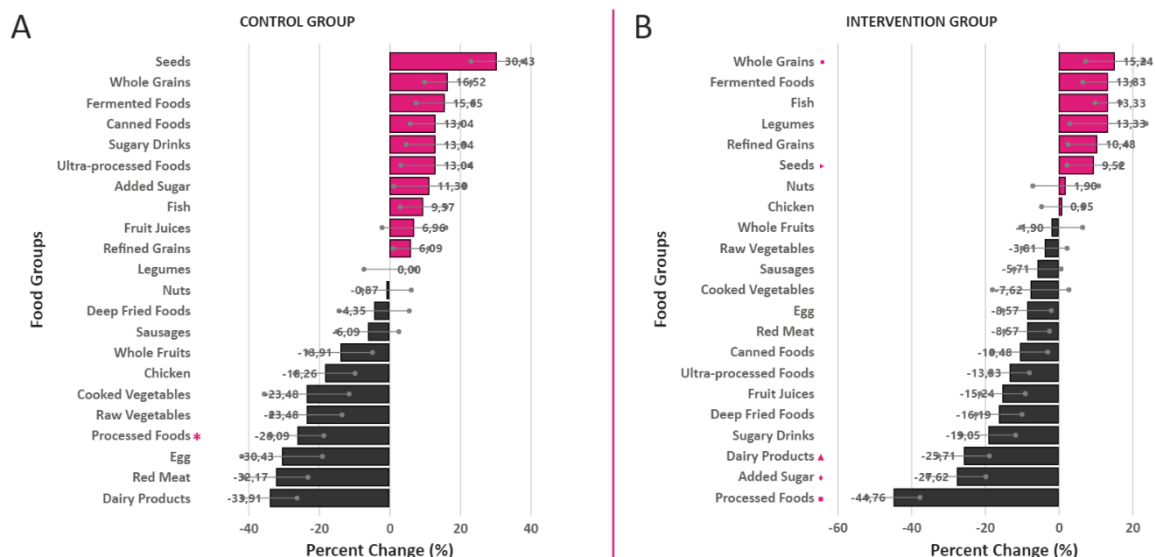 A
CONTROL GROUP
Food Groups
Seeds 30,43
Whole Grains 16,52
Fermented Foods 15,65
Canned Foods 13,04
Sugary Drinks 13,04
Ultra-processed Foods 13,04
Added Sugar 11,30
Fish 9,57
Fruit Juices 6,96
Refined Grains 6,09
Legumes 0,00
Nuts -0,87
Deep Fried Foods -4,35
Sausages -6,09
Whole Fruits -13,91
Chicken -18,26
Cooked Vegetables -23,48
Raw Vegetables -23,48
Processed Foods * -26,09
Egg -30,43
Red Meat -32,17
Dairy Products -33,91
-40 -20 0 20 40
Percent Change (%)
B
INTERVENTION GROUP
Food Groups
Whole Grains 15,24
Fermented Foods 13,33
Fish 13,33
Legumes 13,33
Refined Grains 10,48
Seeds 9,52
Nuts 1,90
Chicken 0,95
Whole Fruits -1,90
Raw Vegetables -3,81
Sausages -5,71
Cooked Vegetables -7,62
Egg -8,57
Red Meat -8,57
Canned Foods -10,48
Ultra-processed Foods -13,33
Fruit Juices -15,24
Deep Fried Foods -16,19
Sugary Drinks -19,05
Dairy Products -25,71
Added Sugar -27,62
Processed Foods -44,76
-60 -40 -20 0 20
Percent Change (%)